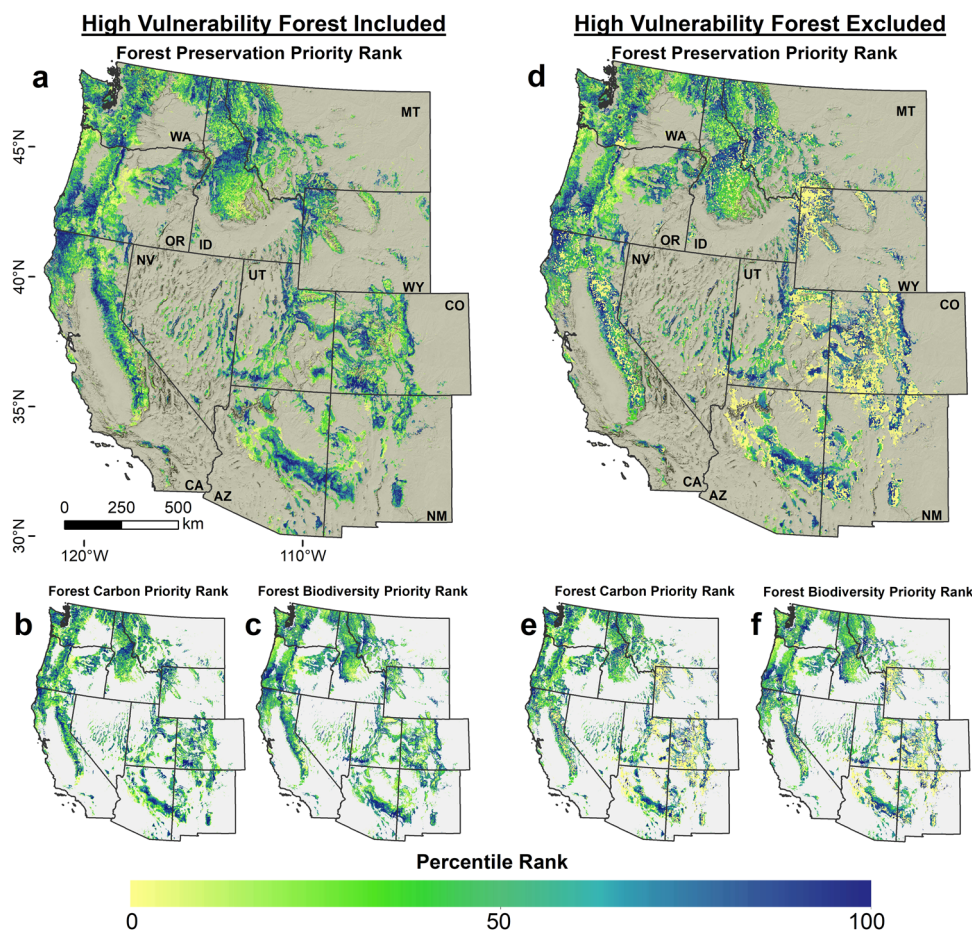 High Vulnerability Forest Included
High Vulnerability Forest Excluded
Forest Preservation Priority Rank
Forest Preservation Priority Rank
a
d
45°N
40°N
35°N
30°N
120°W
110°W
MT
WA
OR
ID
NV
UT
WY
CO
CA
AZ
NM
0 250 500
km
MT
WA
OR
ID
NV
UT
WY
CO
CA
AZ
NM
Forest Carbon Priority Rank
Forest Biodiversity Priority Rank
Forest Carbon Priority Rank
Forest Biodiversity Priority Rank
b
c
e
f
Percentile Rank
0 50 100